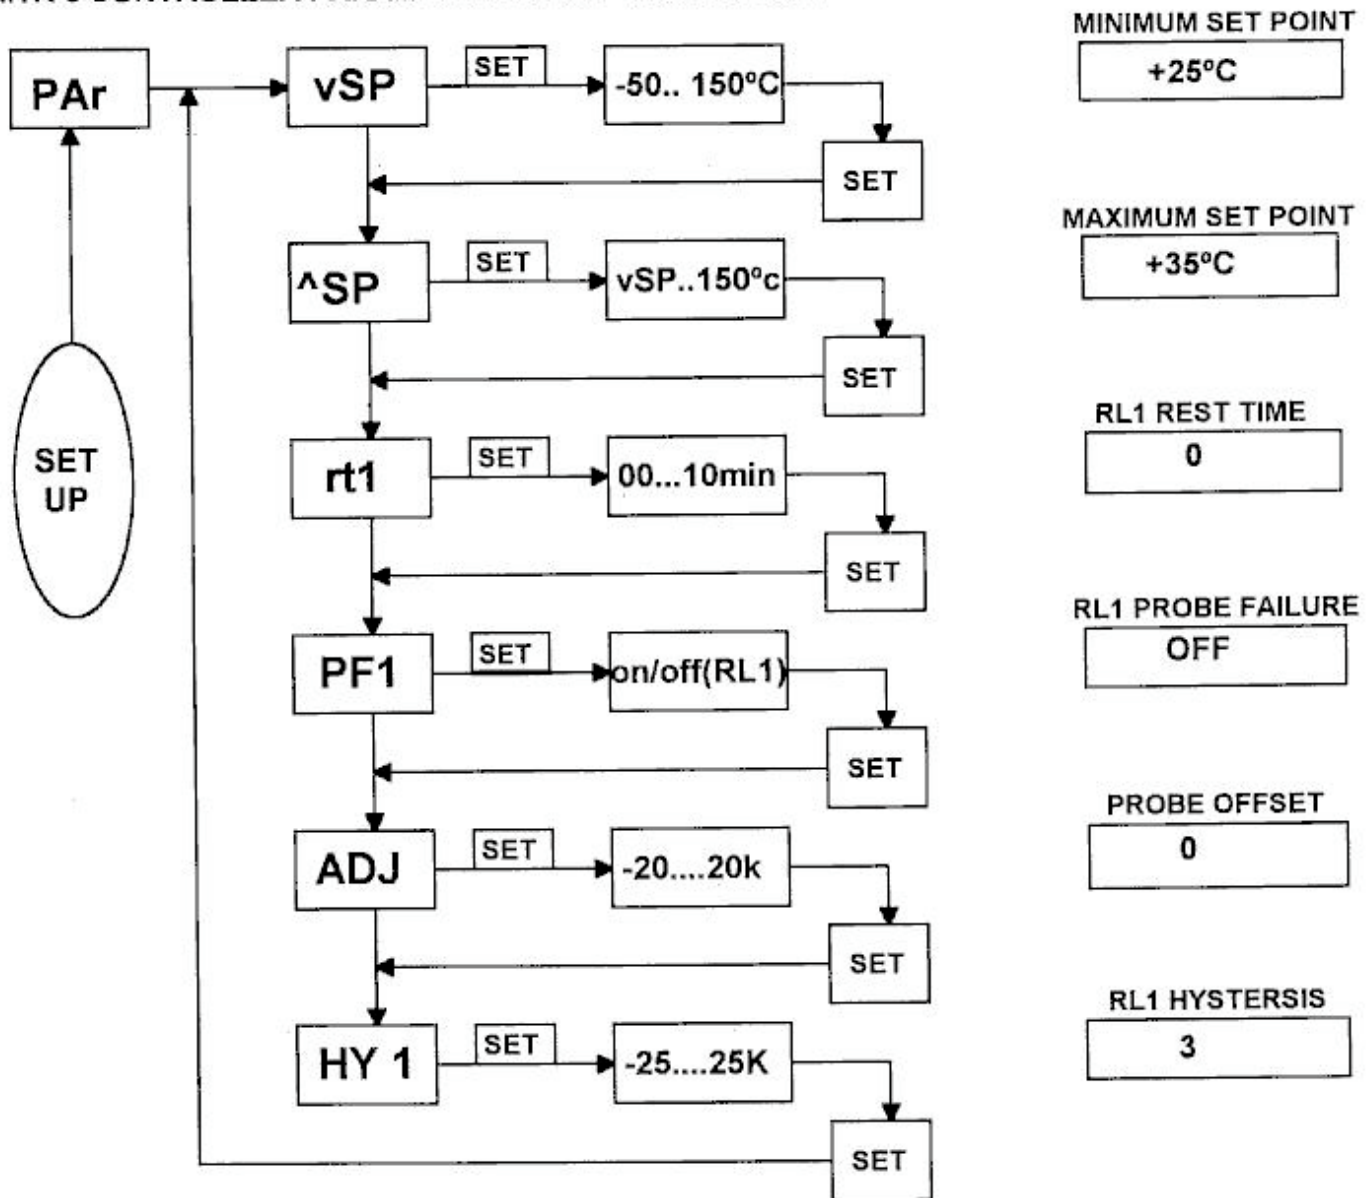 MINIMUM SET POINT
PAr
vSP
SET
-50.. 150ºC
+25ºC
SET
MAXIMUM SET POINT
^SP
SET
vSP..150ºc
+35ºC
SET
RL1 REST TIME
SET
UP
rt1
SET
00...10min
0
SET
RL1 PROBE FAILURE
PF1
SET
on/off(RL1)
OFF
SET
PROBE OFFSET
ADJ
SET
-20....20k
0
SET
RL1 HYSTERSIS
HY 1
SET
-25....25K
3
SET